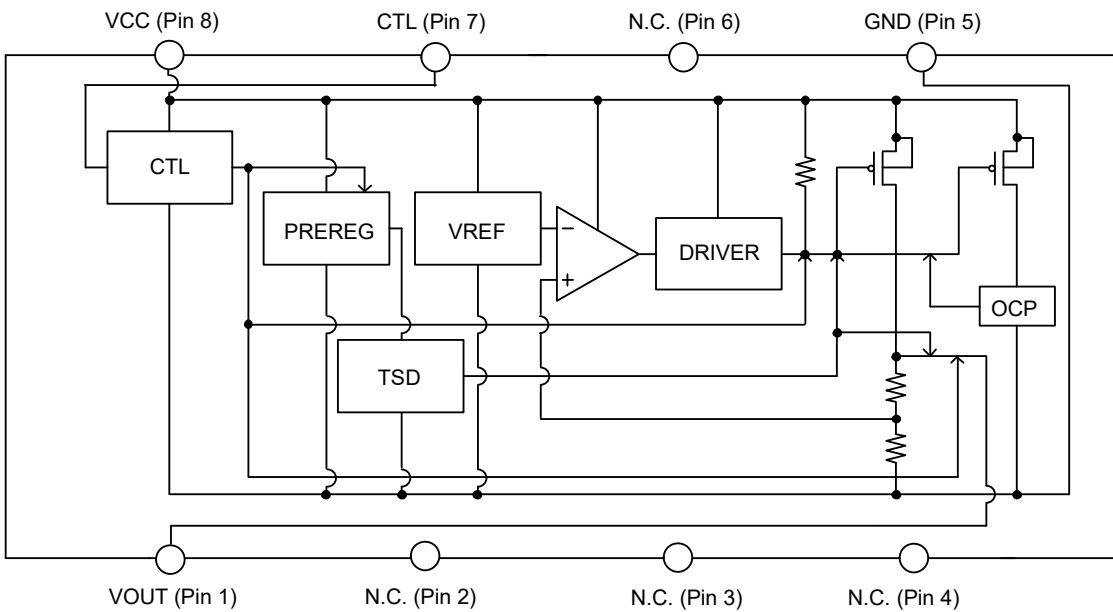 VCC (Pin 8)
CTL (Pin 7)
N.C. (Pin 6)
GND (Pin 5)
CTL
PREREG
VREF
−
+
DRIVER
OCP
TSD
VOUT (Pin 1)
N.C. (Pin 2)
N.C. (Pin 3)
N.C. (Pin 4)